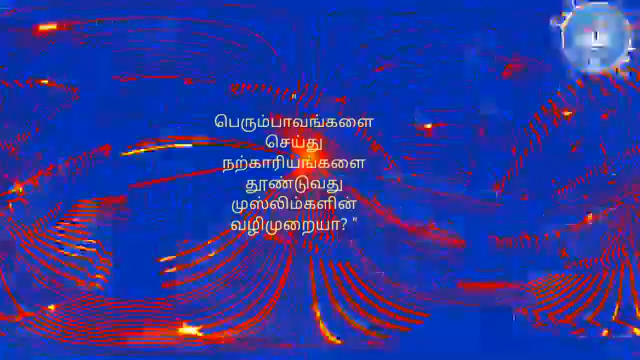 "
பெரும்பாவங்களை
செய்து
நற்காரியங்களை
தூண்டுவது
முஸ்லிம்களின்
வழிமுறையா? "